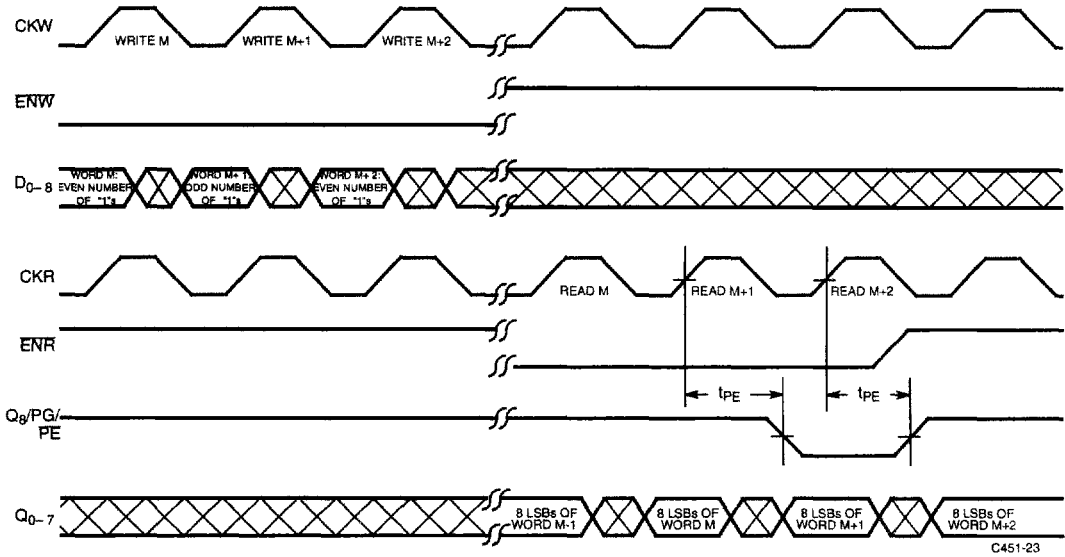 CKW
WRITE M WRITE M+1 WRITE M+2
ENW
D0–8
WORD M:
EVEN NUMBER
OF "1"s
WORD M+ 1:
ODD NUMBER
OF "1"s
WORD M+ 2:
EVEN NUMBER
OF "1"s
CKR
READ M READ M+1 READ M+2
ENR
tPE tPE
Q8/PG/
PE
Q0–7
8 LSBs OF
WORD M-1
8 LSBs OF
WORD M
8 LSBs OF
WORD M+1
8 LSBs OF
WORD M+2
C451-23